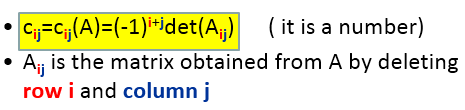 • cᵢⱼ=cᵢⱼ(A)=(-1)ⁱ⁺ʲdet(Aᵢⱼ) ( it is a number)
• Aᵢⱼ is the matrix obtained from A by deleting
row i and column j